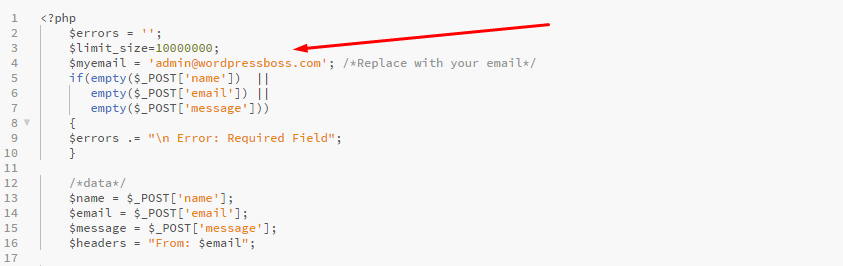 1 <?php
2 $errors = '';
3 $limit_size=10000000;
4 $myemail = 'admin@wordpressboss.com'; /*Replace with your email*/
5 if(empty($_POST['name']) ||
6 empty($_POST['email']) ||
7 empty($_POST['message']))
8 {
9 $errors .= "\n Error: Required Field";
10 }
11
12 /*data*/
13 $name = $_POST['name'];
14 $email = $_POST['email'];
15 $message = $_POST['message'];
16 $headers = "From: $email";
17